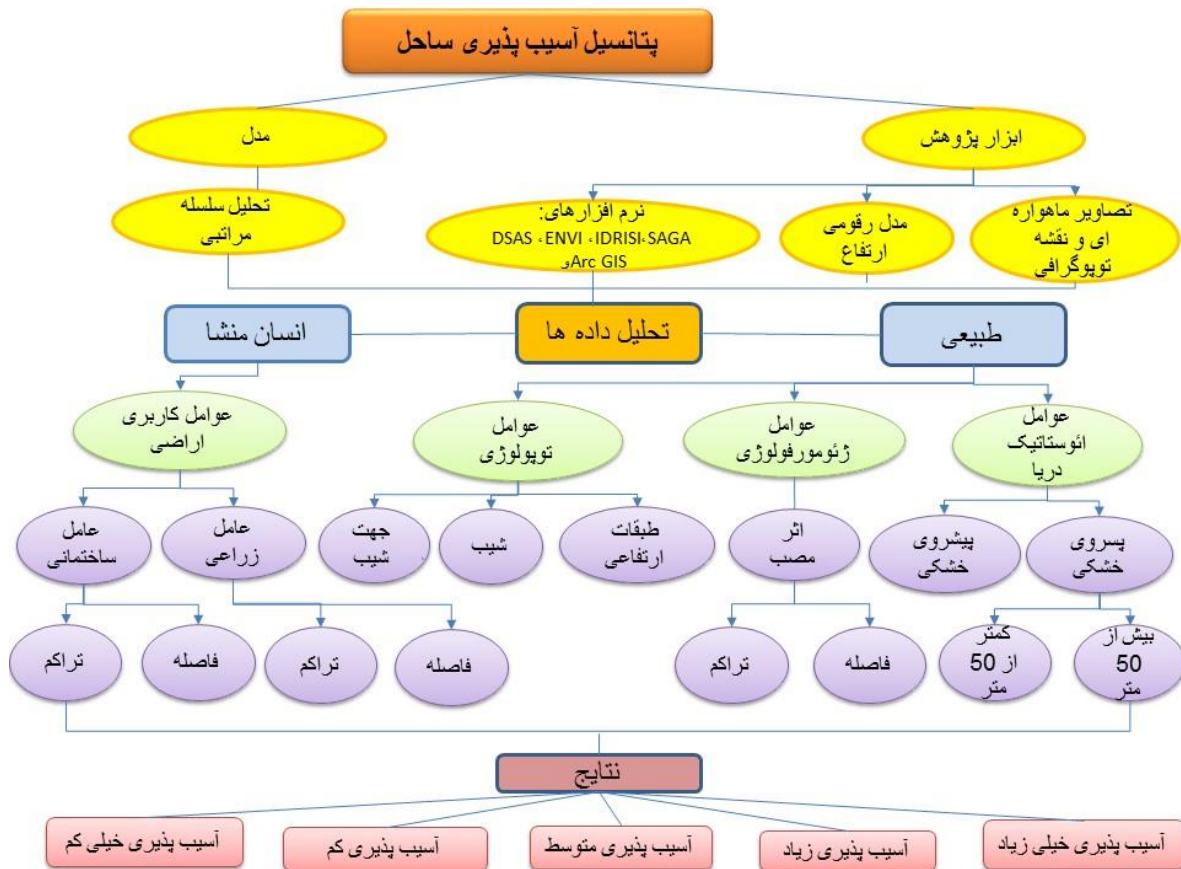 پتانسیل آسیب پذیری ساحل
ابزار پژوهش
مدل
تصاویر ماهواره
ای و نقشه
توپوگرافی
مدل رقومی
ارتفاع
نرم افزارهای:
DSAS ،ENVI ،IDRISI،SAGA
و Arc GIS
تحلیل سلسله
مراتبی
طبیعی
تحلیل داده ها
انسان منشا
عوامل
ائوستاتیک
دریا
عوامل
ژئومورفولوژی
عوامل
توپولوژی
عوامل کاربری
اراضی
پسروی
خشکی
پیشروی
خشکی
اثر
مصب
طبقات
ارتفاعی
شیب
جهت
شیب
عامل
زراعی
عامل
ساختمانی
بیش از
50
متر
کمتر
از 50
متر
فاصله
تراکم
فاصله
تراکم
فاصله
تراکم
نتایج
آسیب پذیری خیلی زیاد
آسیب پذیری زیاد
آسیب پذیری متوسط
آسیب پذیری کم
آسیب پذیری خیلی کم